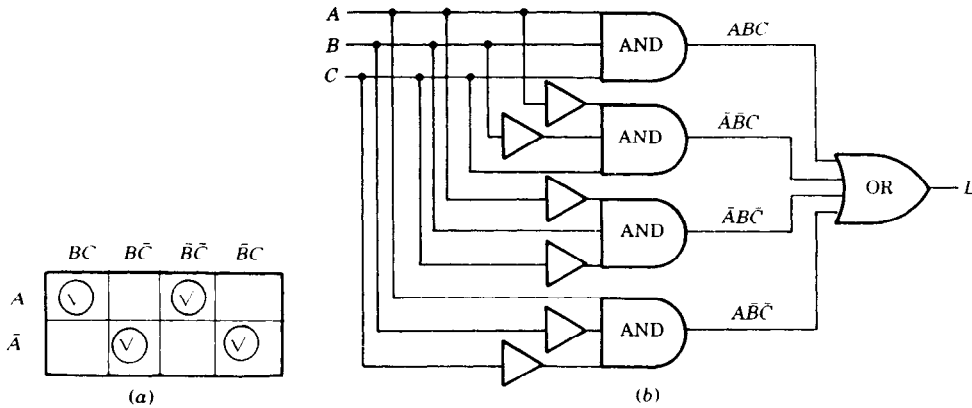 A
B
C
AND
ABC
AND
ĀB̄C
OR
L
AND
ĀBC̄
AND
AB̄C̄
(b)
BC BC̄ B̄C̄ B̄C
A
Ā
(a)